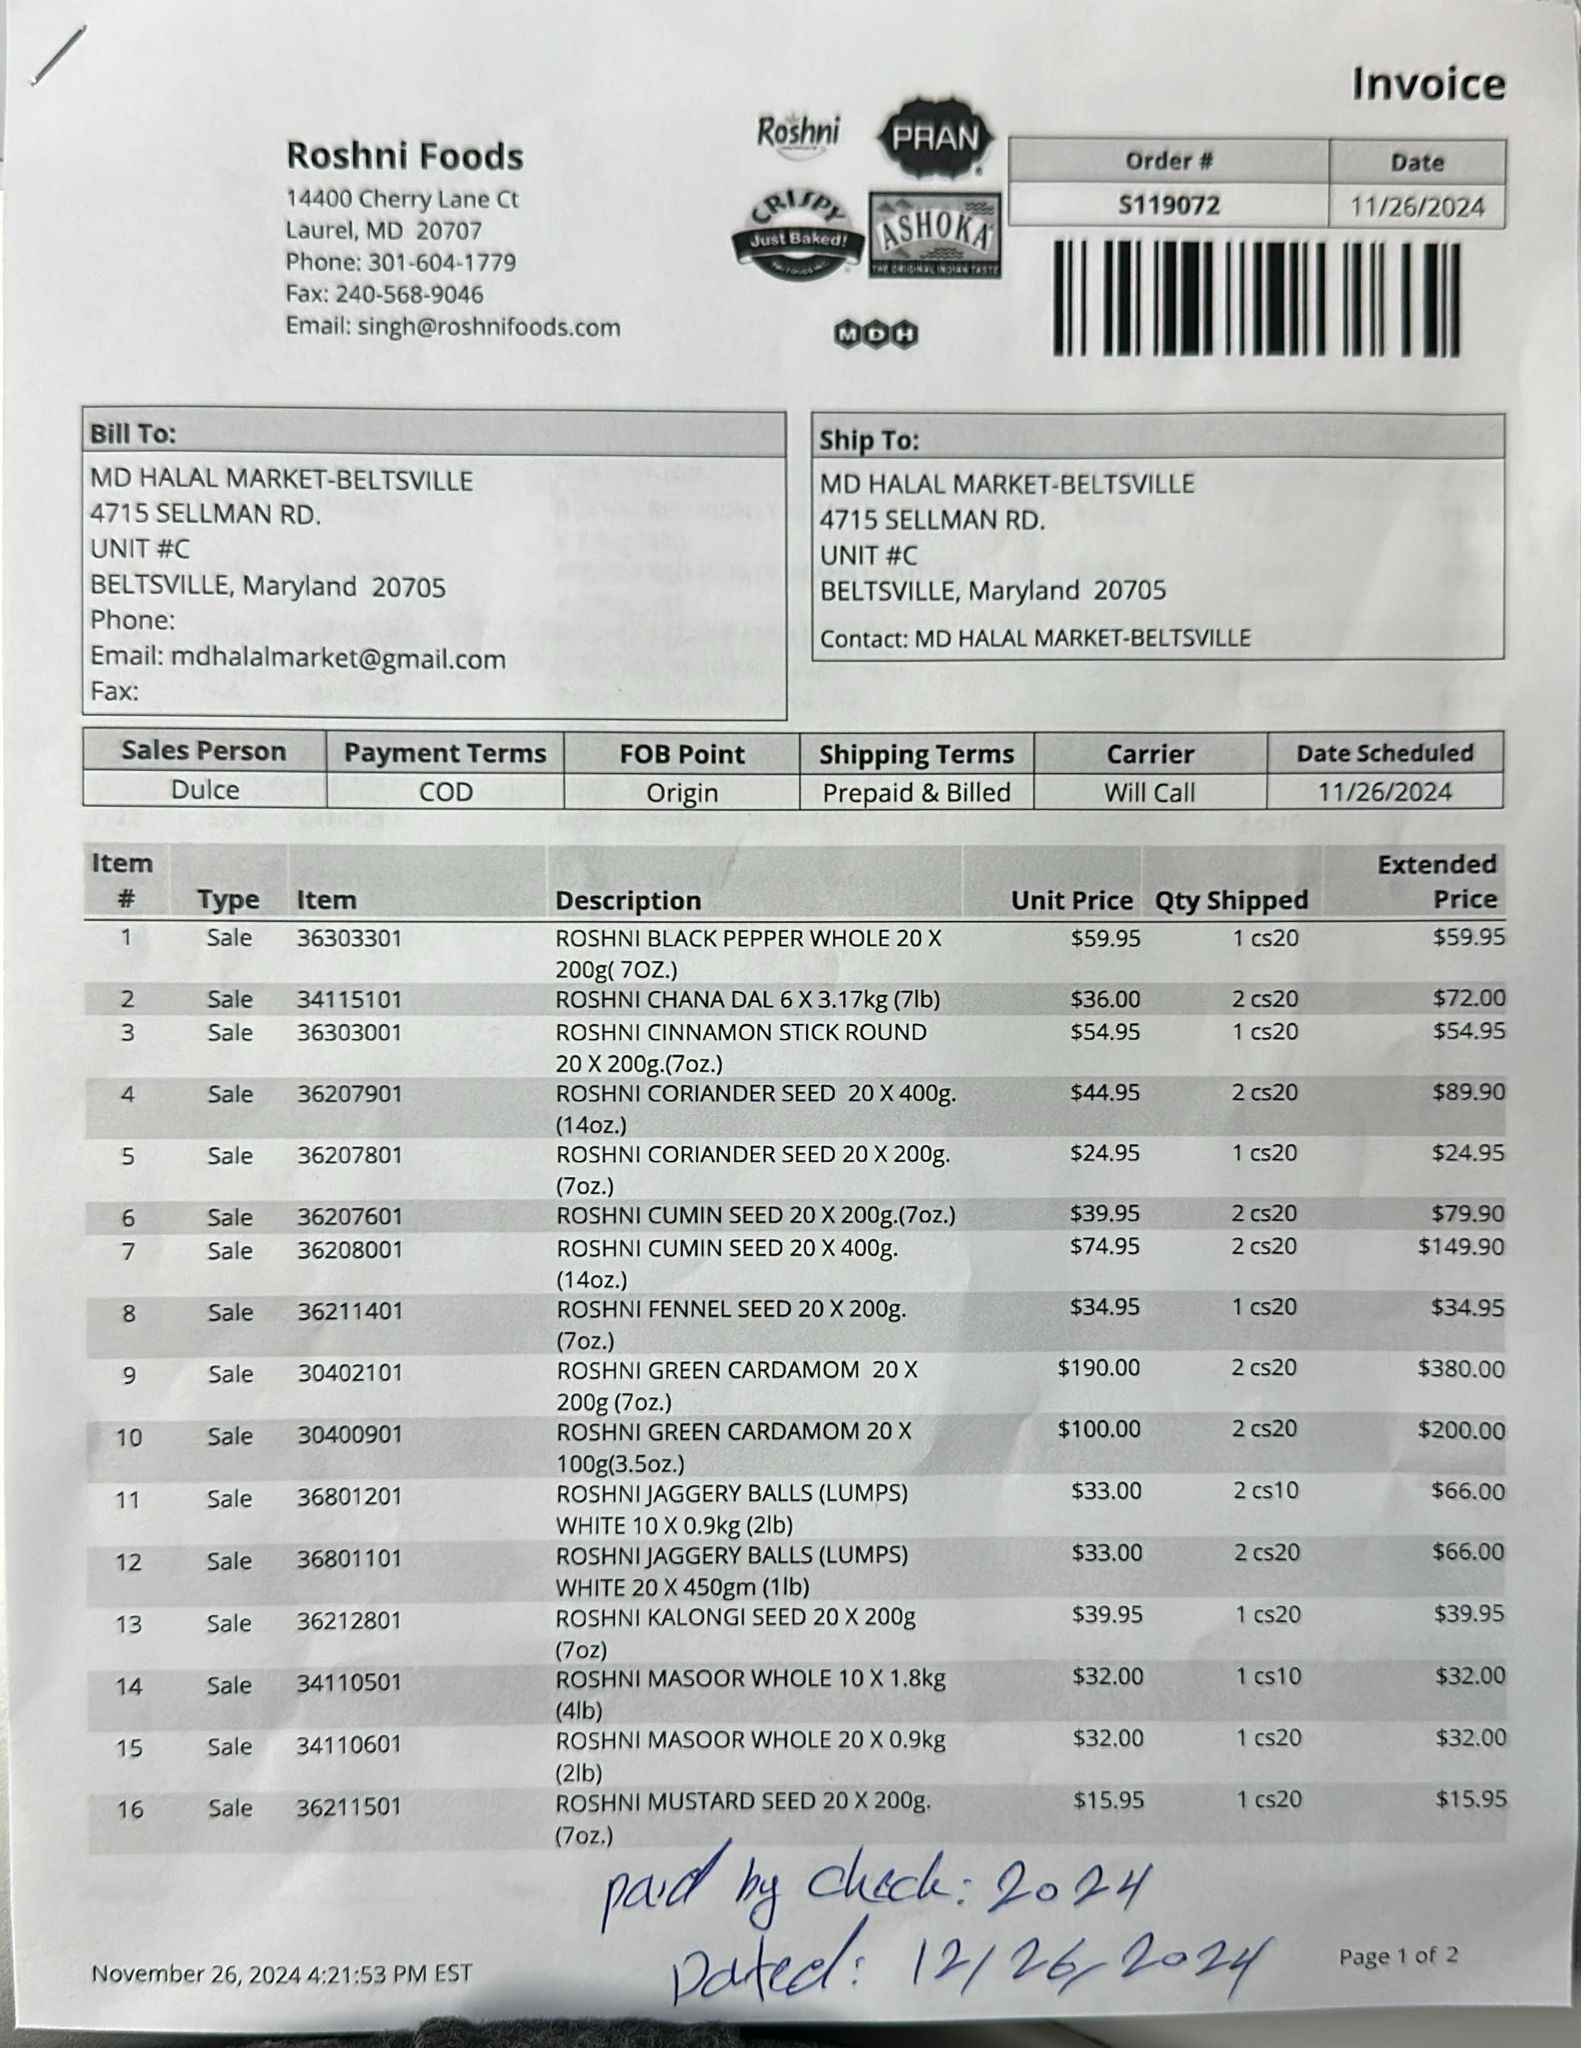 Invoice
Roshni Foods
14400 Cherry Lane Ct
Laurel, MD 20707
Phone: 301-604-1779
Fax: 240-568-9046
Email: singh@roshnifoods.com
Roshni
PRAN
CRISPY
Just Baked!
ASHOKA
THE ORIGINAL INDIAN TASTE
MDH
Order # Date
S119072 11/26/2024
Bill To:
MD HALAL MARKET-BELTSVILLE
4715 SELLMAN RD.
UNIT #C
BELTSVILLE, Maryland 20705
Phone:
Email: mdhalalmarket@gmail.com
Fax:
Ship To:
MD HALAL MARKET-BELTSVILLE
4715 SELLMAN RD.
UNIT #C
BELTSVILLE, Maryland 20705
Contact: MD HALAL MARKET-BELTSVILLE
Sales Person Payment Terms FOB Point Shipping Terms Carrier Date Scheduled
Dulce COD Origin Prepaid & Billed Will Call 11/26/2024
Item Extended
# Type Item Description Unit Price Qty Shipped Price
1 Sale 36303301 ROSHNI BLACK PEPPER WHOLE 20 X $59.95 1 cs20 $59.95
200g( 7OZ.)
2 Sale 34115101 ROSHNI CHANA DAL 6 X 3.17kg (7lb) $36.00 2 cs20 $72.00
3 Sale 36303001 ROSHNI CINNAMON STICK ROUND $54.95 1 cs20 $54.95
20 X 200g.(7oz.)
4 Sale 36207901 ROSHNI CORIANDER SEED 20 X 400g. $44.95 2 cs20 $89.90
(14oz.)
5 Sale 36207801 ROSHNI CORIANDER SEED 20 X 200g. $24.95 1 cs20 $24.95
(7oz.)
6 Sale 36207601 ROSHNI CUMIN SEED 20 X 200g.(7oz.) $39.95 2 cs20 $79.90
7 Sale 36208001 ROSHNI CUMIN SEED 20 X 400g. $74.95 2 cs20 $149.90
(14oz.)
8 Sale 36211401 ROSHNI FENNEL SEED 20 X 200g. $34.95 1 cs20 $34.95
(7oz.)
9 Sale 30402101 ROSHNI GREEN CARDAMOM 20 X $190.00 2 cs20 $380.00
200g (7oz.)
10 Sale 30400901 ROSHNI GREEN CARDAMOM 20 X $100.00 2 cs20 $200.00
100g(3.5oz.)
11 Sale 36801201 ROSHNI JAGGERY BALLS (LUMPS) $33.00 2 cs10 $66.00
WHITE 10 X 0.9kg (2lb)
12 Sale 36801101 ROSHNI JAGGERY BALLS (LUMPS) $33.00 2 cs20 $66.00
WHITE 20 X 450gm (1lb)
13 Sale 36212801 ROSHNI KALONGI SEED 20 X 200g $39.95 1 cs20 $39.95
(7oz)
14 Sale 34110501 ROSHNI MASOOR WHOLE 10 X 1.8kg $32.00 1 cs10 $32.00
(4lb)
15 Sale 34110601 ROSHNI MASOOR WHOLE 20 X 0.9kg $32.00 1 cs20 $32.00
(2lb)
16 Sale 36211501 ROSHNI MUSTARD SEED 20 X 200g. $15.95 1 cs20 $15.95
(7oz.)
paid by check: 2024
Dated: 12/26/2024
November 26, 2024 4:21:53 PM EST
Page 1 of 2